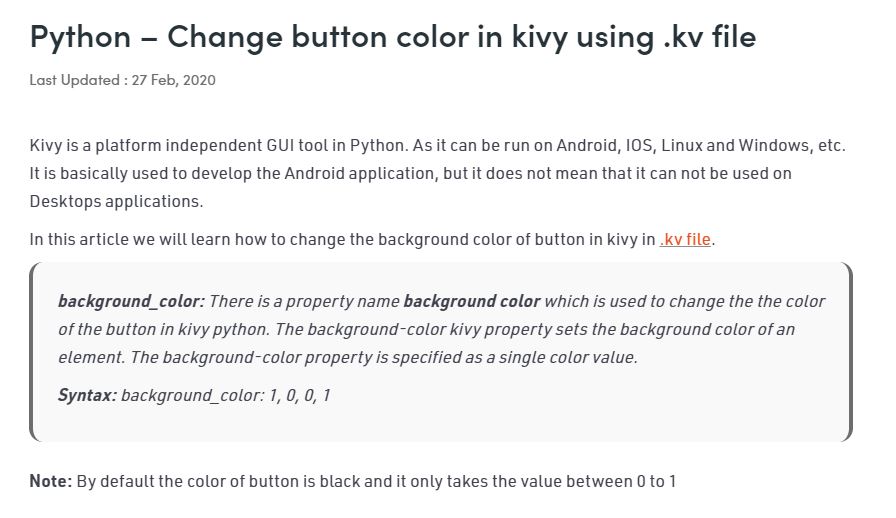 Python – Change button color in kivy using .kv file
Last Updated : 27 Feb, 2020
Kivy is a platform independent GUI tool in Python. As it can be run on Android, IOS, Linux and Windows, etc.
It is basically used to develop the Android application, but it does not mean that it can not be used on
Desktops applications.
In this article we will learn how to change the background color of button in kivy in .kv file.
background_color: There is a property name background color which is used to change the the color
of the button in kivy python. The background-color kivy property sets the background color of an
element. The background-color property is specified as a single color value.
Syntax: background_color: 1, 0, 0, 1
Note: By default the color of button is black and it only takes the value between 0 to 1